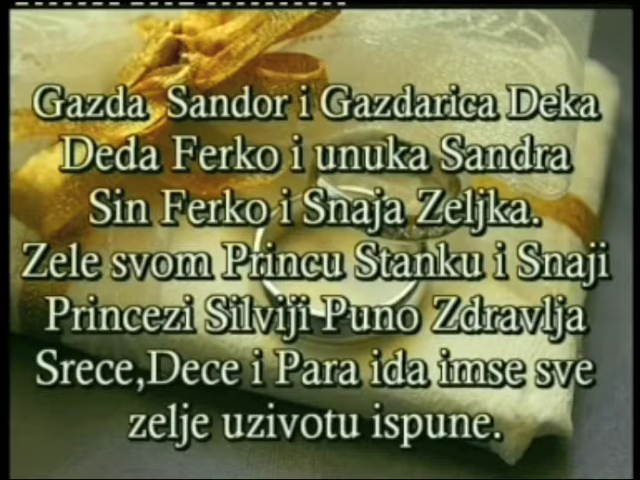 Gazda Sandor i Gazdarica Deka
Deda Ferko i unuka Sandra
Sin Ferko i Snaja Zeljka.
Zele svom Princu Stanku i Snaji
Princezi Silviji Puno Zdravlja
Srece,Dece i Para ida imse sve
zelje uzivotu ispune.